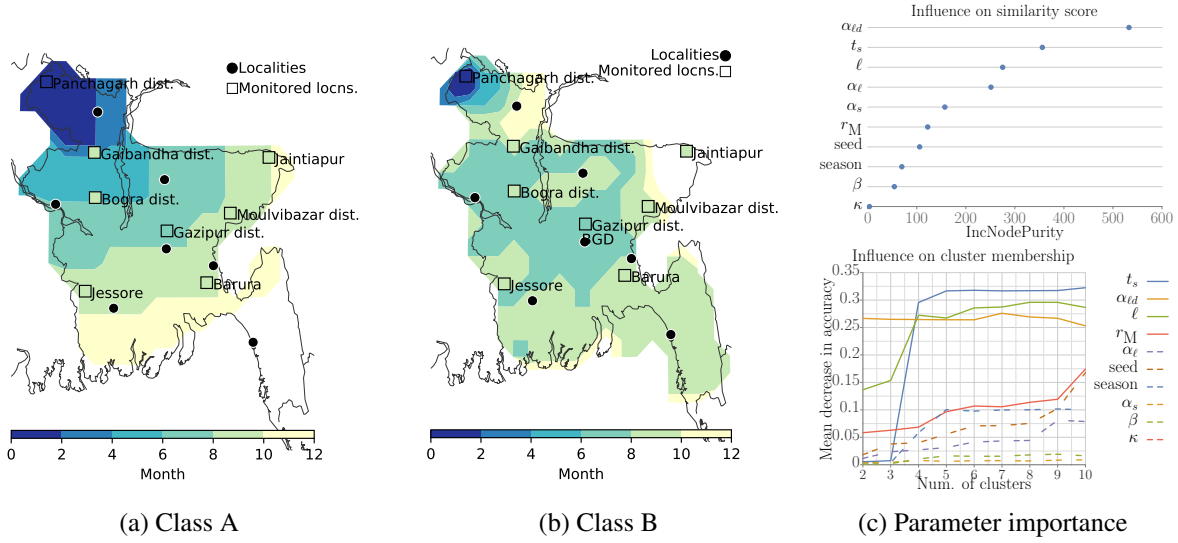 Localities
Monitored locns.
Panchagarh dist.
Gaibandha dist.
Jaintiapur
Bogra dist.
Moulvibazar dist.
Gazipur dist.
Barura
Jessore
0 2 4 6 8 10 12
Month
(a) Class A
Localities
Monitored locns.
Panchagarh dist.
Gaibandha dist.
Jaintiapur
Bogra dist.
Moulvibazar dist.
Gazipur dist.
BGD
Barura
Jessore
0 2 4 6 8 10 12
Month
(b) Class B
Influence on similarity score
α_ℓd
t_s
ℓ
α_ℓ
α_s
r_M
seed
season
β
κ
0 100 200 300 400 500 600
IncNodePurity
Influence on cluster membership
Mean decrease in accuracy
0.35
0.3
0.25
0.2
0.15
0.1
0.05
0
2 3 4 5 6 7 8 9 10
Num. of clusters
t_s
α_ℓd
ℓ
r_M
α_ℓ
seed
season
α_s
β
κ
(c) Parameter importance